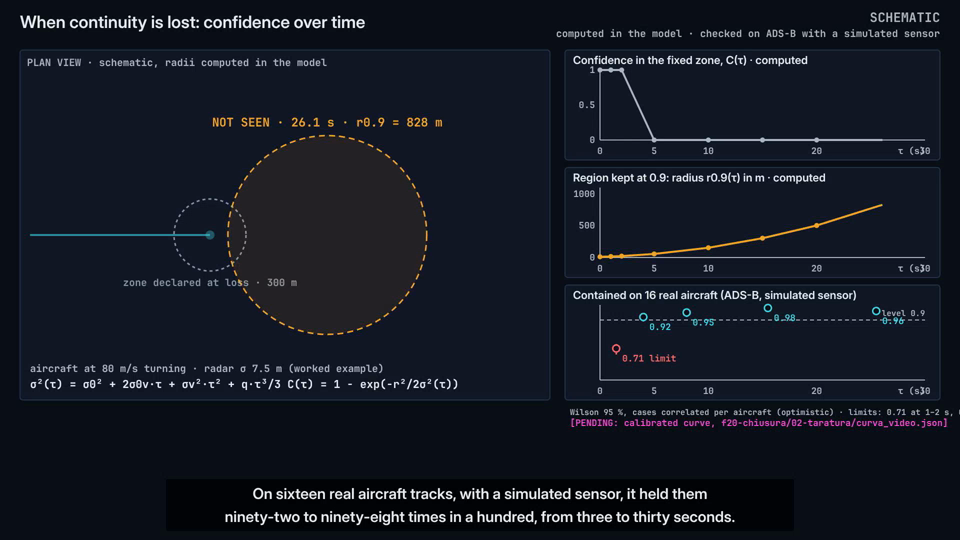 When continuity is lost: confidence over time
SCHEMATIC
computed in the model · checked on ADS-B with a simulated sensor
PLAN VIEW · schematic, radii computed in the model
NOT SEEN · 26.1 s · r0.9 = 828 m
zone declared at loss · 300 m
aircraft at 80 m/s turning · radar σ 7.5 m (worked example)
σ²(τ) = σ0² + 2σ0v·τ + σv²·τ² + q·τ³/3 C(τ) = 1 - exp(-r²/2σ²(τ))
Confidence in the fixed zone, C(τ) · computed
1
0.5
0
0 5 10 20 τ (s) 30
Region kept at 0.9: radius r0.9(τ) in m · computed
1000
500
0
0 5 10 20 τ (s) 30
Contained on 16 real aircraft (ADS-B, simulated sensor)
level 0.9
0.92 0.95 0.98 0.96
0.71 limit
0 5 10 20 τ (s) 30
Wilson 95 %, cases correlated per aircraft (optimistic) · limits: 0.71 at 1-2 s,
[PENDING: calibrated curve, f20-chiusura/02-taratura/curva_video.json]
On sixteen real aircraft tracks, with a simulated sensor, it held them
ninety-two to ninety-eight times in a hundred, from three to thirty seconds.